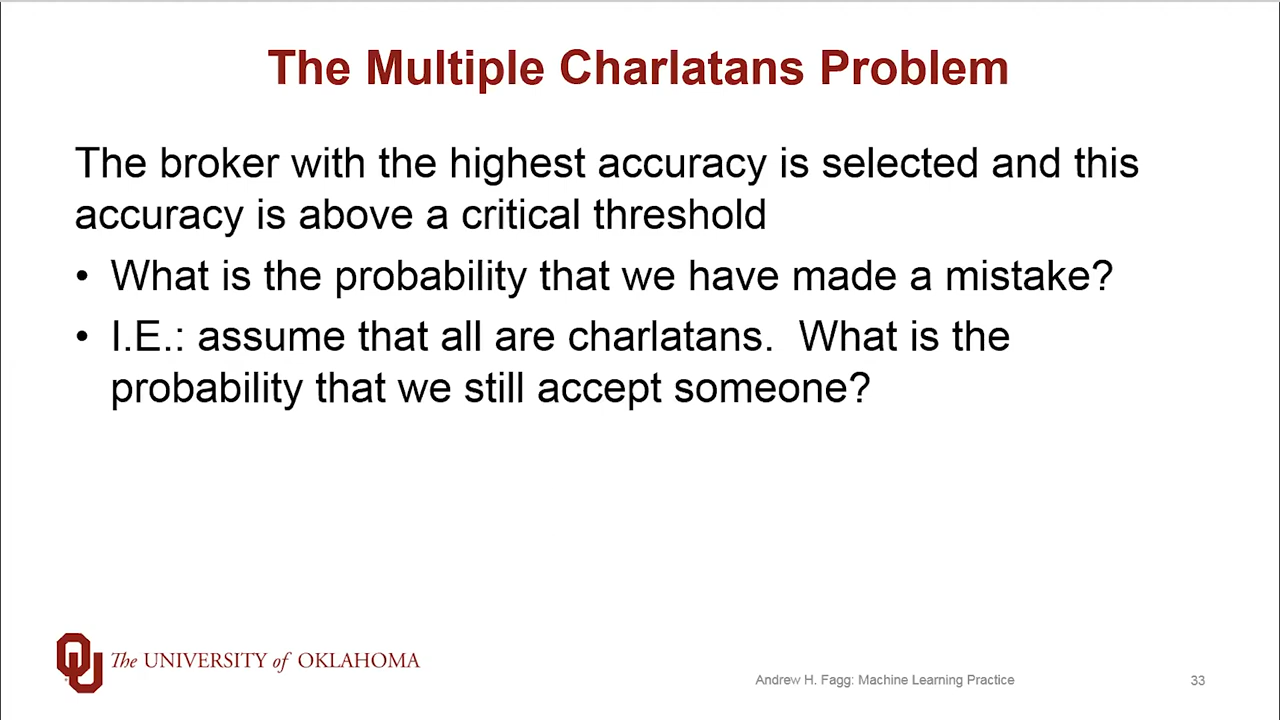 The Multiple Charlatans Problem
The broker with the highest accuracy is selected and this
accuracy is above a critical threshold
• What is the probability that we have made a mistake?
• I.E.: assume that all are charlatans.  What is the
probability that we still accept someone?
The UNIVERSITY of OKLAHOMA
Andrew H. Fagg: Machine Learning Practice
33